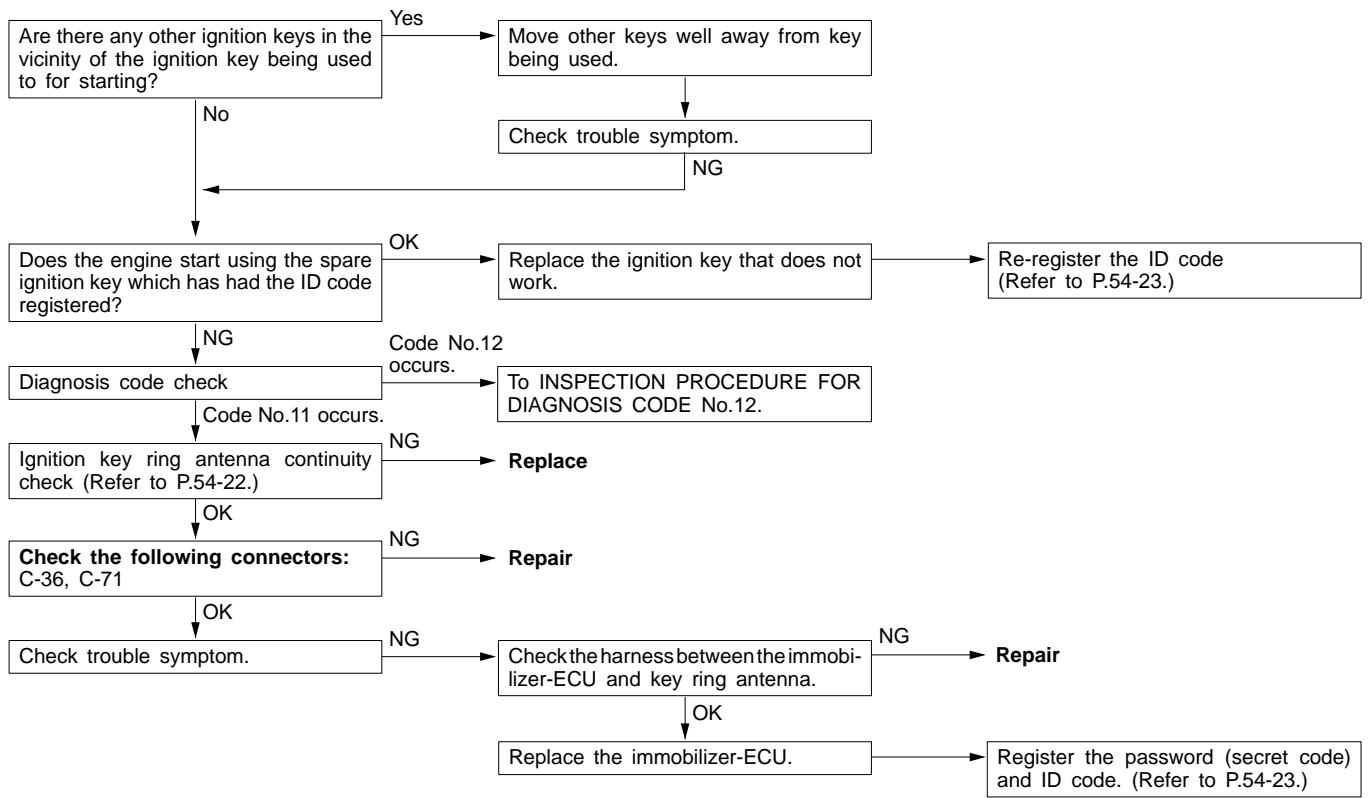 Are there any other ignition keys in the
vicinity of the ignition key being used
to for starting?
Yes
Move other keys well away from key
being used.
No
Check trouble symptom.
NG
Does the engine start using the spare
ignition key which has had the ID code
registered?
OK
Replace the ignition key that does not
work.
Re-register the ID code
(Refer to P.54-23.)
NG
Code No.12
occurs.
Diagnosis code check
To INSPECTION PROCEDURE FOR
DIAGNOSIS CODE No.12.
Code No.11 occurs.
Ignition key ring antenna continuity
check (Refer to P.54-22.)
NG
Replace
OK
Check the following connectors:
C-36, C-71
NG
Repair
OK
Check trouble symptom.
NG
Check the harness between the immobi-
lizer-ECU and key ring antenna.
NG
Repair
OK
Replace the immobilizer-ECU.
Register the password (secret code)
and ID code. (Refer to P.54-23.)